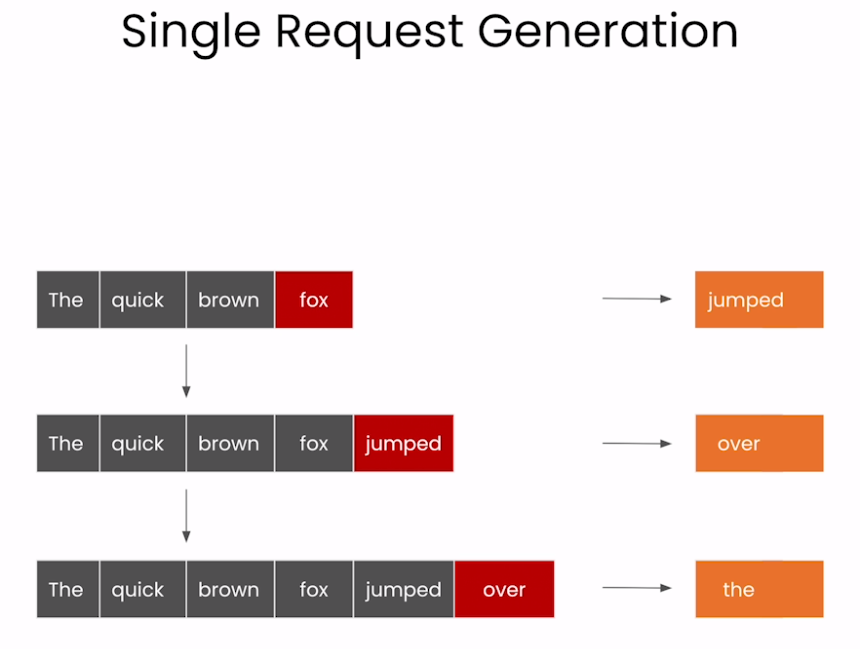 Single Request Generation
The quick brown fox jumped
The quick brown fox jumped over
The quick brown fox jumped over the